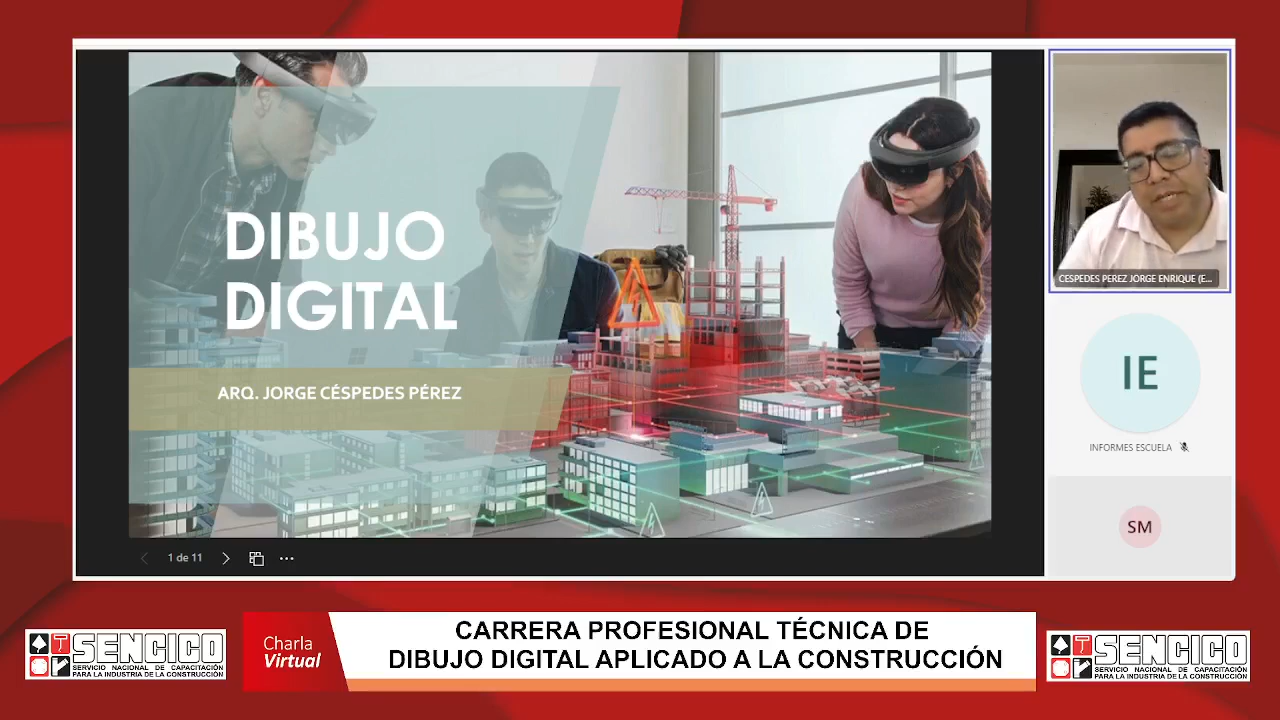 DIBUJO
DIGITAL
ARQ. JORGE CÉSPEDES PÉREZ
1 de 11
CESPEDES PEREZ JORGE ENRIQUE (E...
IE
INFORMES ESCUELA
SM
SENCICO
SERVICIO NACIONAL DE CAPACITACIÓN
PARA LA INDUSTRIA DE LA CONSTRUCCIÓN
Charla
Virtual
CARRERA PROFESIONAL TÉCNICA DE
DIBUJO DIGITAL APLICADO A LA CONSTRUCCIÓN
SENCICO
SERVICIO NACIONAL DE CAPACITACIÓN
PARA LA INDUSTRIA DE LA CONSTRUCCIÓN